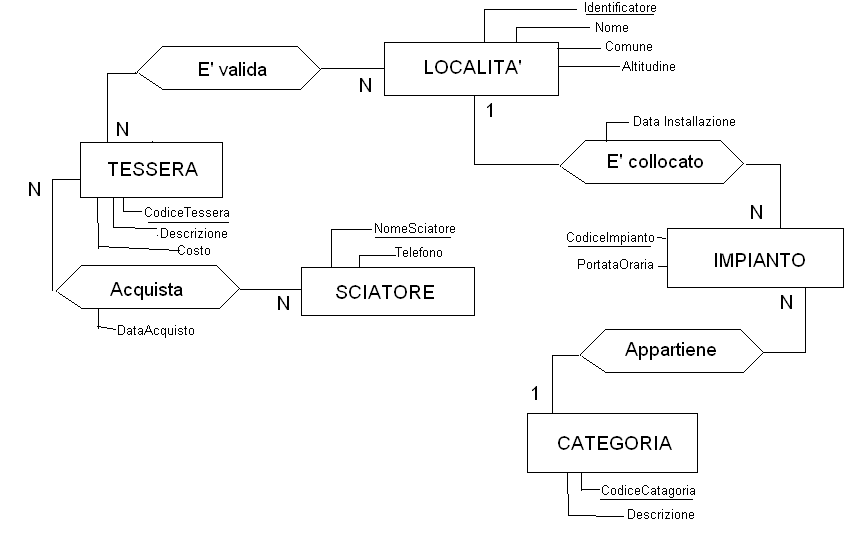 Identificatore
Nome
Comune
Altitudine
E' valida
LOCALITA'
N
1
Data Installazione
N
E' collocato
TESSERA
N
N
CodiceTessera
Descrizione
Costo
NomeSciatore
Telefono
CodiceImpianto
PortataOraria
IMPIANTO
Acquista
N
SCIATORE
N
DataAcquisto
Appartiene
1
CATEGORIA
CodiceCatagoria
Descrizione